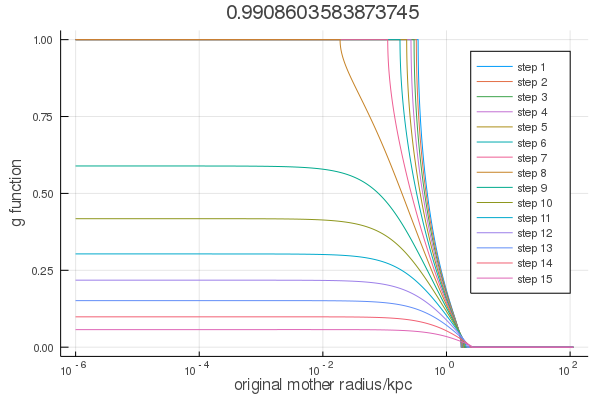 0.9908603583873745
1.00
0.75
0.50
0.25
0.00
g function
10^-6
10^-4
10^-2
10^0
10^2
original mother radius/kpc
step 1
step 2
step 3
step 4
step 5
step 6
step 7
step 8
step 9
step 10
step 11
step 12
step 13
step 14
step 15